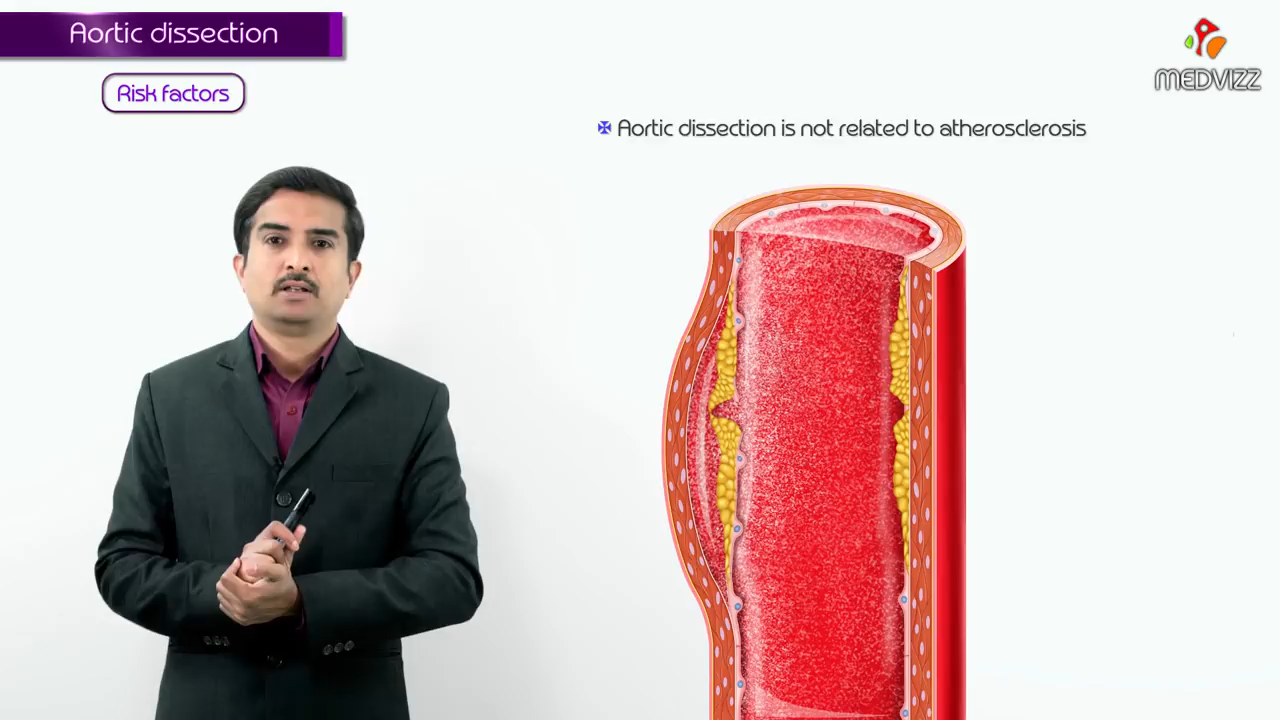 Aortic dissection
Risk factors
MEDVIZZ
Aortic dissection is not related to atherosclerosis